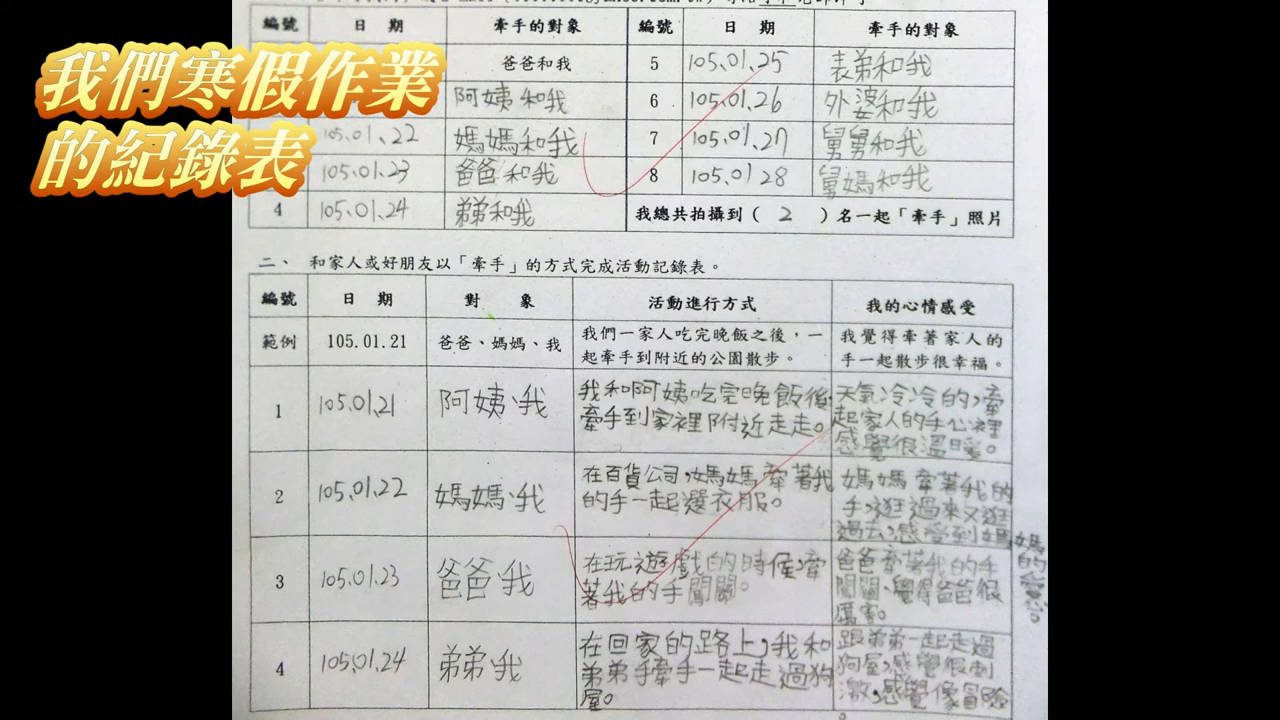 我們寒假作業
的紀錄表
編號 日 期 牽手的對象 編號 日 期 牽手的對象
爸爸和我 5 105.01.25 表弟和我
阿姨和我 6 105.01.26 外婆和我
105.01.22 媽媽和我 7 105.01.27 舅舅和我
105.01.23 爸爸和我 8 105.01.28 舅媽和我
4 105.01.24 弟弟和我 我總共拍攝到( 2 )名一起「牽手」照片
二、 和家人或好朋友以「牽手」的方式完成活動記錄表。
編號 日 期 對 象 活動進行方式 我的心情感受
範例 105.01.21 爸爸、媽媽、我
我們一家人吃完晚飯之後，一
起牽手到附近的公園散步。
我覺得牽著家人的
手一起散步很幸福。
1 105.01.21 阿姨、我
我和阿姨吃完晚飯後，
牽手到家裡附近走走。
天氣冷冷的，牽
起家人的手心裡
感覺很溫暖。
2 105.01.22 媽媽、我
在百貨公司，媽媽牽著我
的手一起選衣服。
媽媽牽著我的
手，逛過來又逛
過去，感受到媽媽
的愛。
3 105.01.23 爸爸、我
在玩遊戲的時候，牽
著我的手闖關。
爸爸牽著我的手
闖關、覺得爸爸很
厲害。
4 105.01.24 弟弟、我
在回家的路上，我和
弟弟手牽手一起走過狗
屋。
跟弟弟一起走過
狗屋，感覺很刺
激，感覺像冒險
。